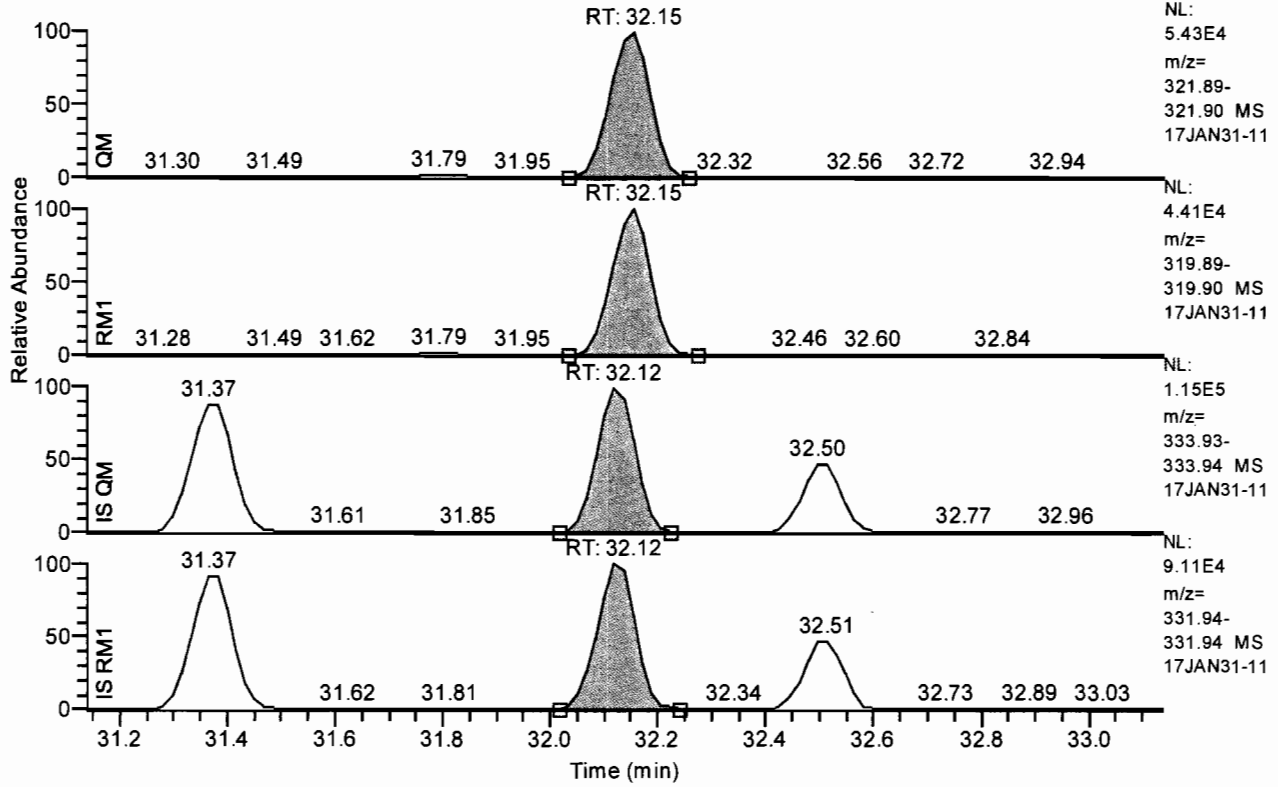 Relative Abundance
RT: 32.15
100
50
0
QM
31.30 31.49 31.79 31.95 32.32 32.56 32.72 32.94
NL:
5.43E4
m/z=
321.89-
321.90 MS
17JAN31-11
RT: 32.15
100
50
0
RM1
31.28 31.49 31.62 31.79 31.95 32.46 32.60 32.84
NL:
4.41E4
m/z=
319.89-
319.90 MS
17JAN31-11
RT: 32.12
100
50
0
IS QM
31.37
32.50
31.61 31.85 32.77 32.96
NL:
1.15E5
m/z=
333.93-
333.94 MS
17JAN31-11
RT: 32.12
100
50
0
IS RM1
31.37
32.51
31.62 31.81 32.34 32.73 32.89 33.03
NL:
9.11E4
m/z=
331.94-
331.94 MS
17JAN31-11
31.2 31.4 31.6 31.8 32.0 32.2 32.4 32.6 32.8 33.0
Time (min)